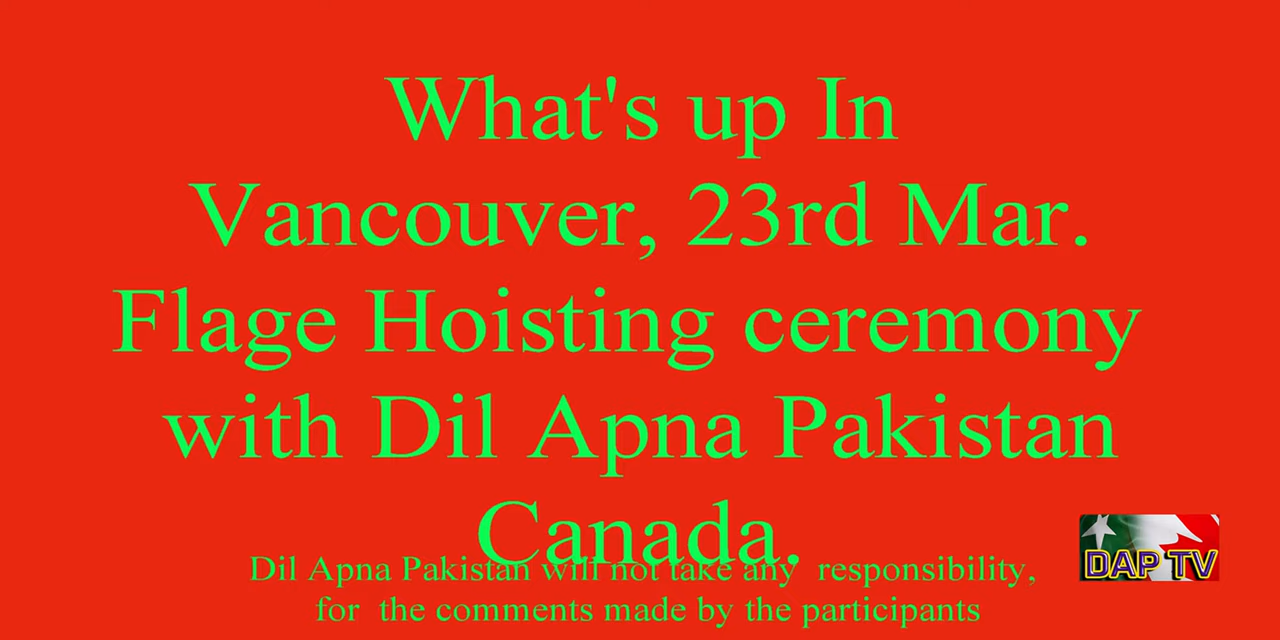 What's up In
Vancouver, 23rd Mar.
Flage Hoisting ceremony
with Dil Apna Pakistan
Canada.
Dil Apna Pakistan will not take any responsibility,
for the comments made by the participants
DAP TV